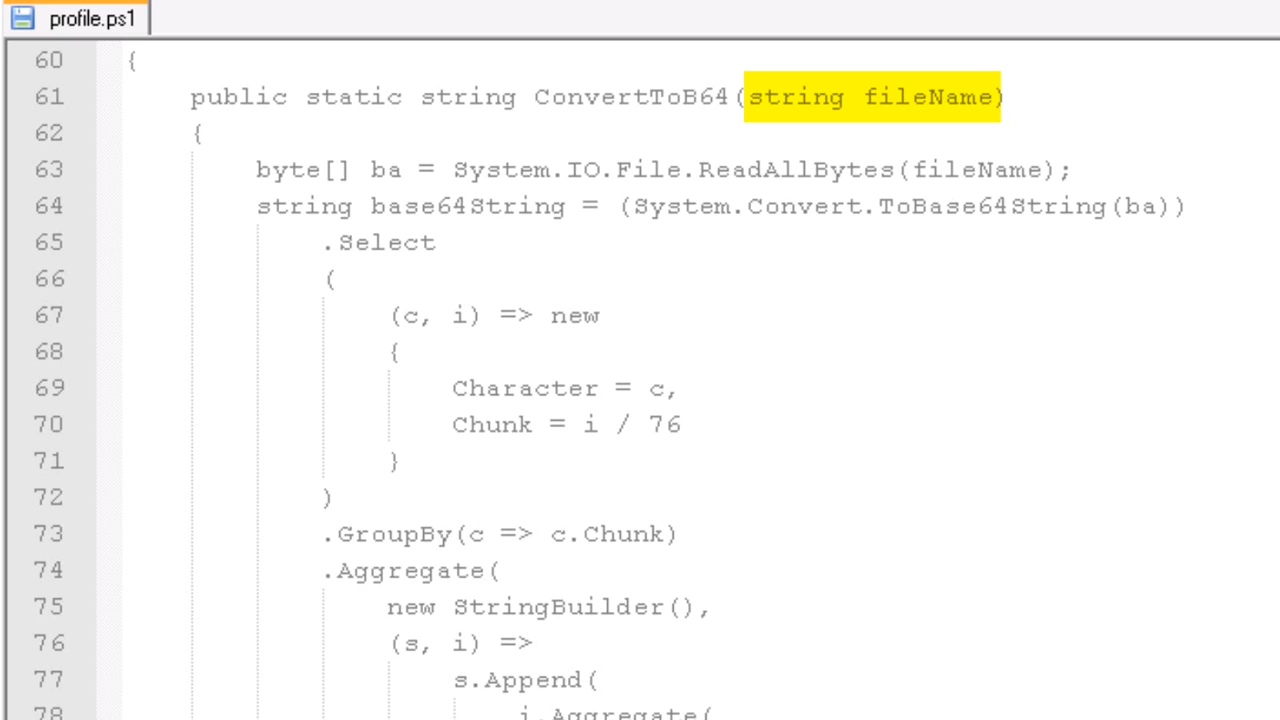 profile.ps1
60 {
61 public static string ConvertToB64(string fileName)
62 {
63 byte[] ba = System.IO.File.ReadAllBytes(fileName);
64 string base64String = (System.Convert.ToBase64String(ba))
65 .Select
66 (
67 (c, i) => new
68 {
69 Character = c,
70 Chunk = i / 76
71 }
72 )
73 .GroupBy(c => c.Chunk)
74 .Aggregate(
75 new StringBuilder(),
76 (s, i) =>
77 s.Append(
78 i.Aggregate(